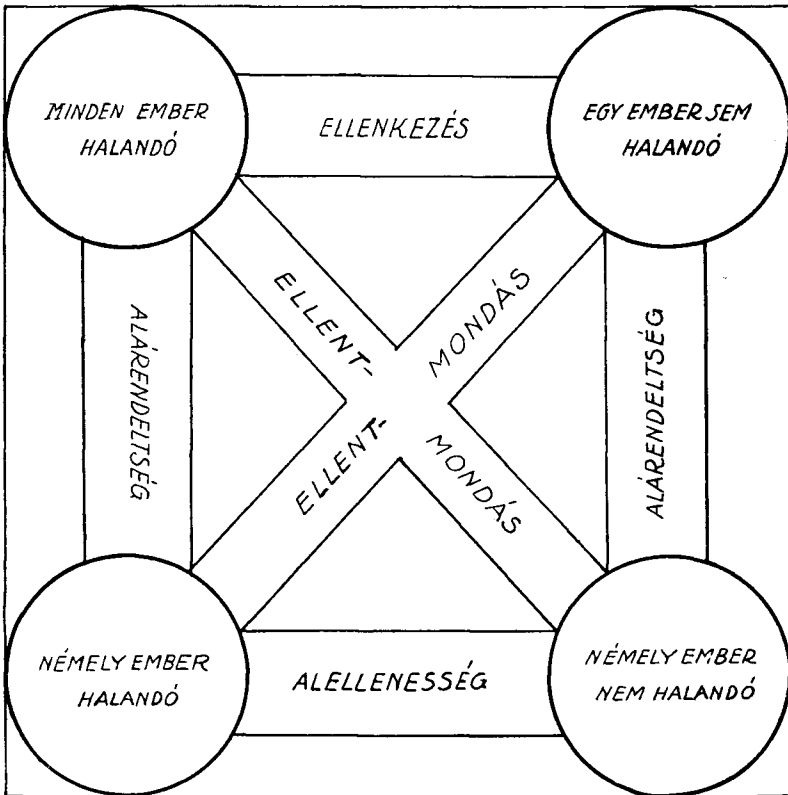 MINDEN EMBER
HALANDÓ
ELLENKEZÉS
EGY EMBER SEM
HALANDÓ
ELLENT-
MONDÁS
ALÁRENDELTSÉG
ALÁRENDELTSÉG
ELLENT-
MONDÁS
NÉMELY EMBER
HALANDÓ
ALELLENESSÉG
NÉMELY EMBER
NEM HALANDÓ